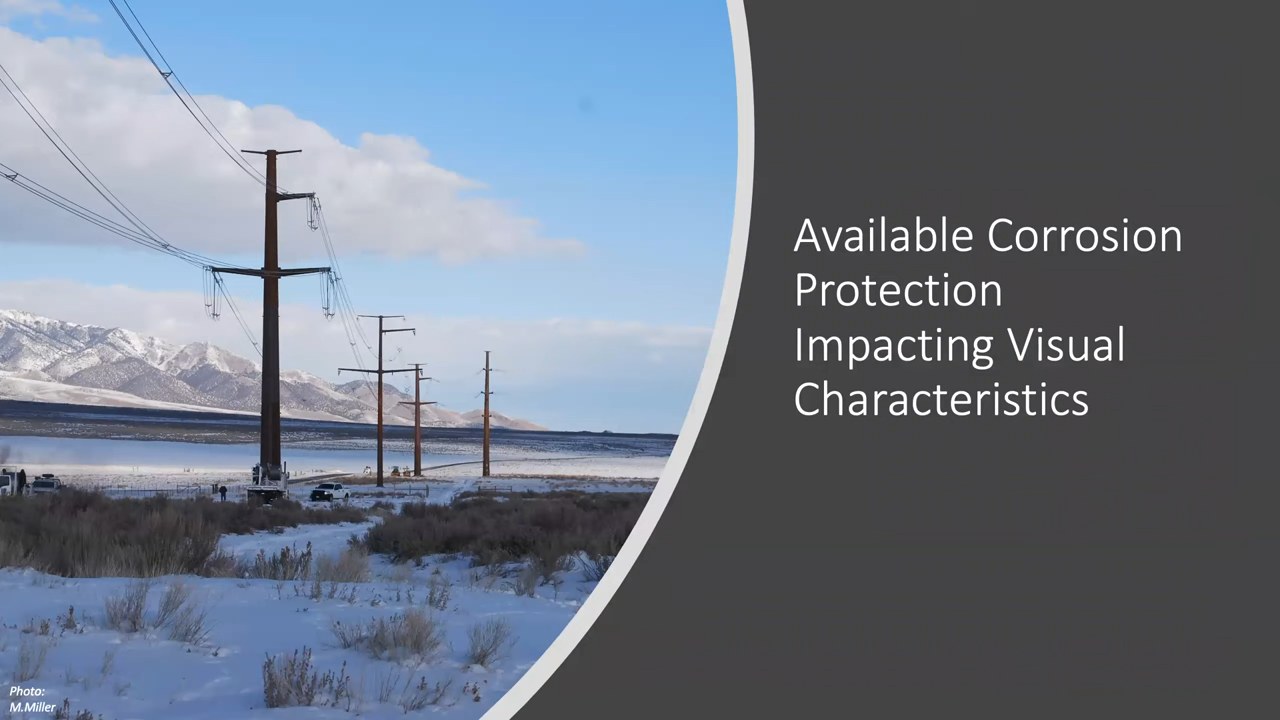 Available Corrosion
Protection
Impacting Visual
Characteristics
Photo:
M.Miller